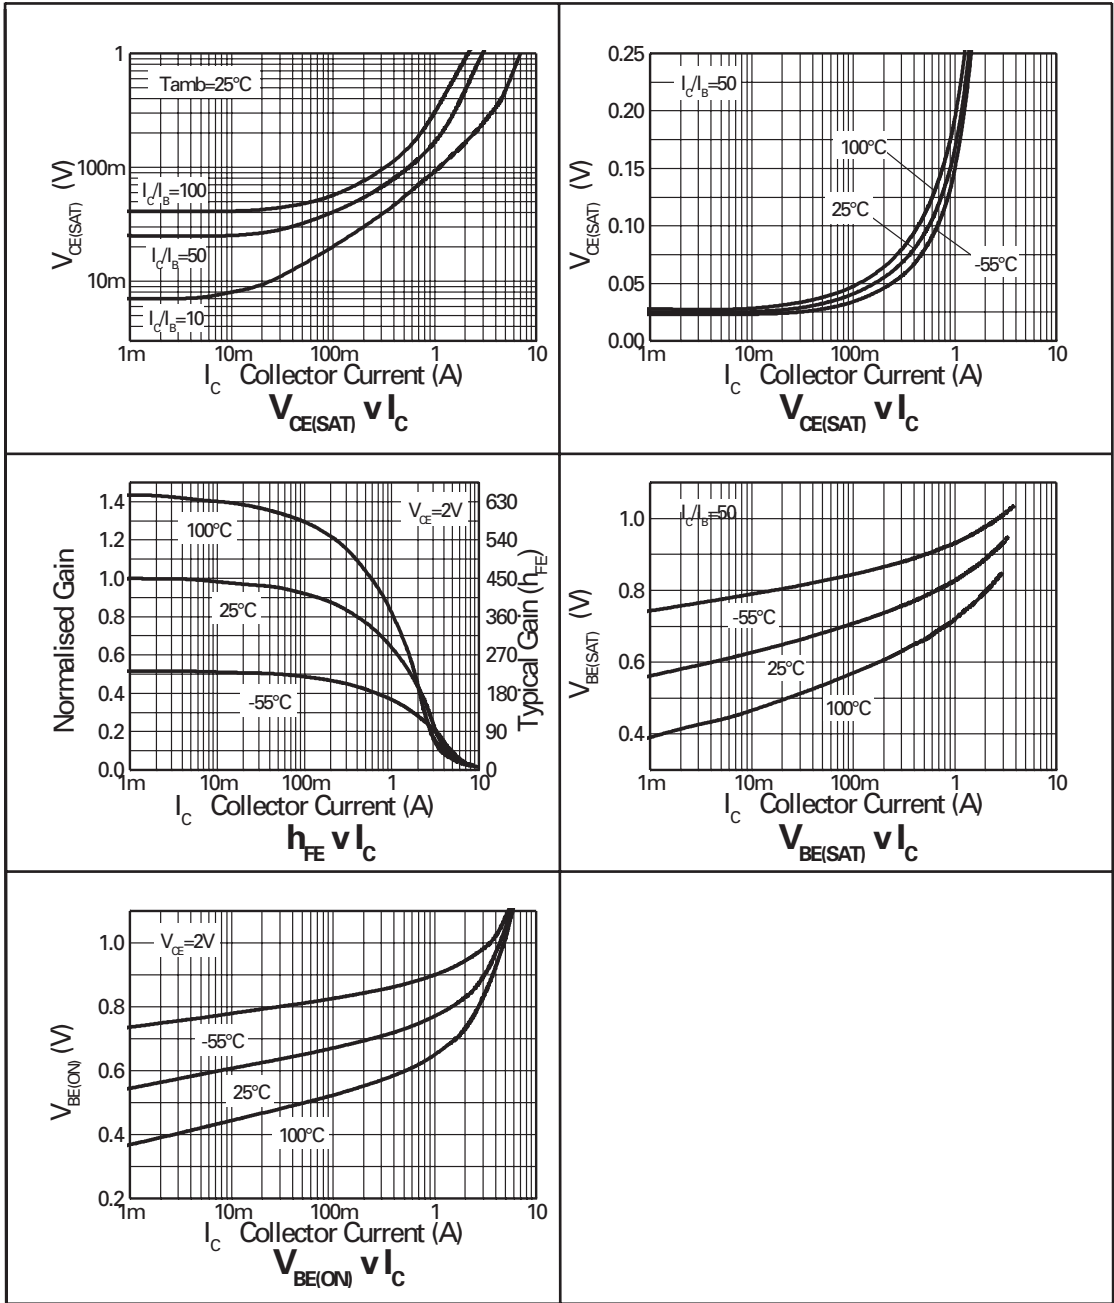 1
Tamb=25°C
100m
I_C/I_B=100
I_C/I_B=50
10m
I_C/I_B=10
V_CE(SAT) (V)
1m 10m 100m 1 10
I_C Collector Current (A)
V_CE(SAT) v I_C
0.25
I_C/I_B=50
0.20
0.15
100°C
0.10
25°C
0.05
-55°C
0.00
V_CE(SAT) (V)
1m 10m 100m 1 10
I_C Collector Current (A)
V_CE(SAT) v I_C
1.4
1.2
1.0
0.8
0.6
0.4
0.2
0.0
Normalised Gain
V_CE=2V
100°C
25°C
-55°C
630
540
450
360
270
180
90
0
Typical Gain (h_FE)
1m 10m 100m 1 10
I_C Collector Current (A)
h_FE v I_C
I_C/I_B=50
1.0
0.8
0.6
0.4
V_BE(SAT) (V)
-55°C
25°C
100°C
1m 10m 100m 1 10
I_C Collector Current (A)
V_BE(SAT) v I_C
1.0
0.8
0.6
0.4
0.2
V_BE(ON) (V)
V_CE=2V
-55°C
25°C
100°C
1m 10m 100m 1 10
I_C Collector Current (A)
V_BE(ON) v I_C